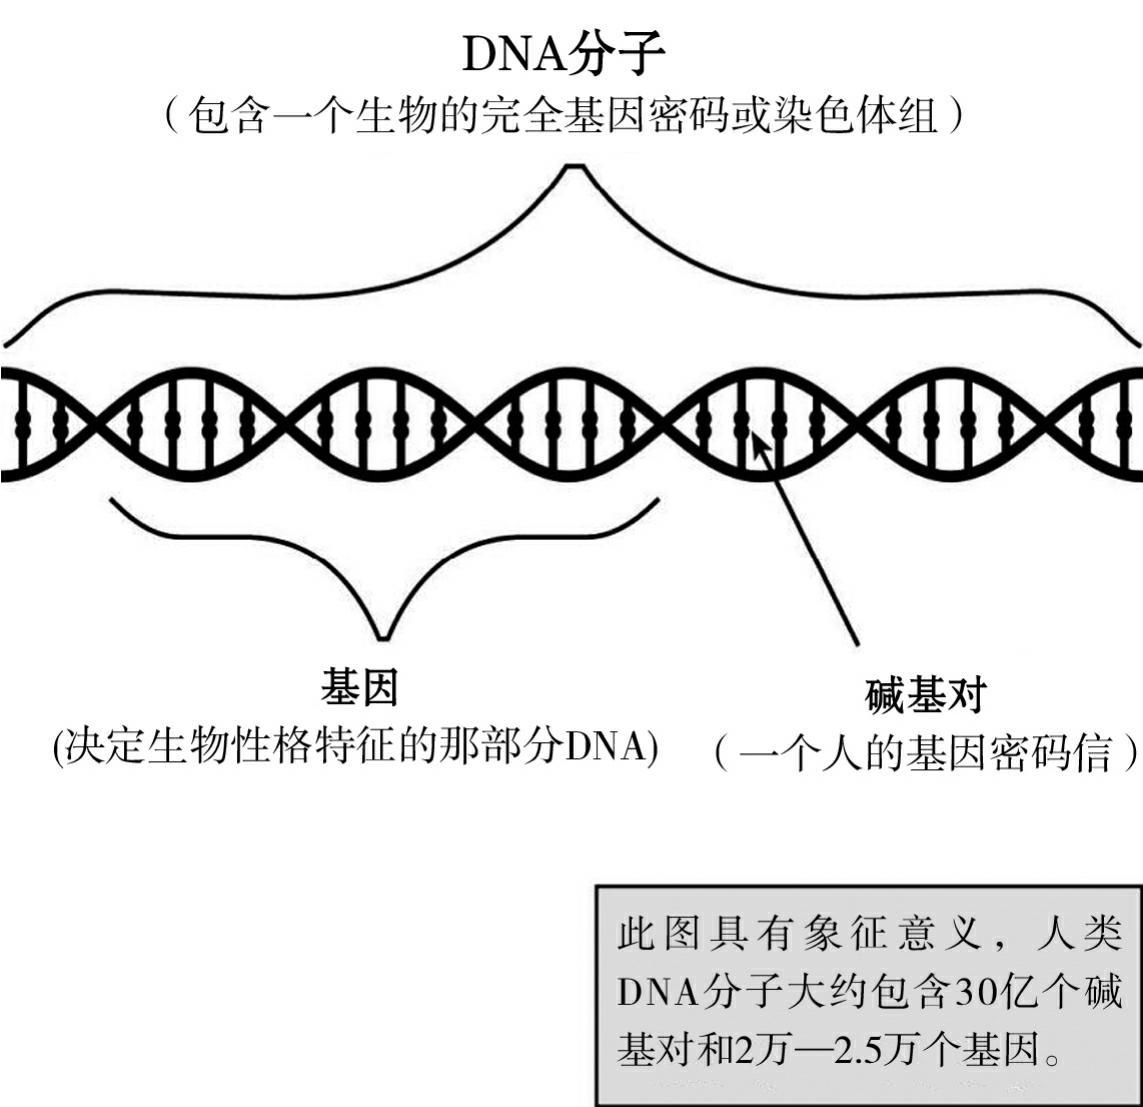 DNA分子
（包含一个生物的完全基因密码或染色体组）
基因
(决定生物性格特征的那部分DNA)
碱基对
（一个人的基因密码信）
此图具有象征意义，人类
DNA分子大约包含30亿个碱
基对和2万—2.5万个基因。